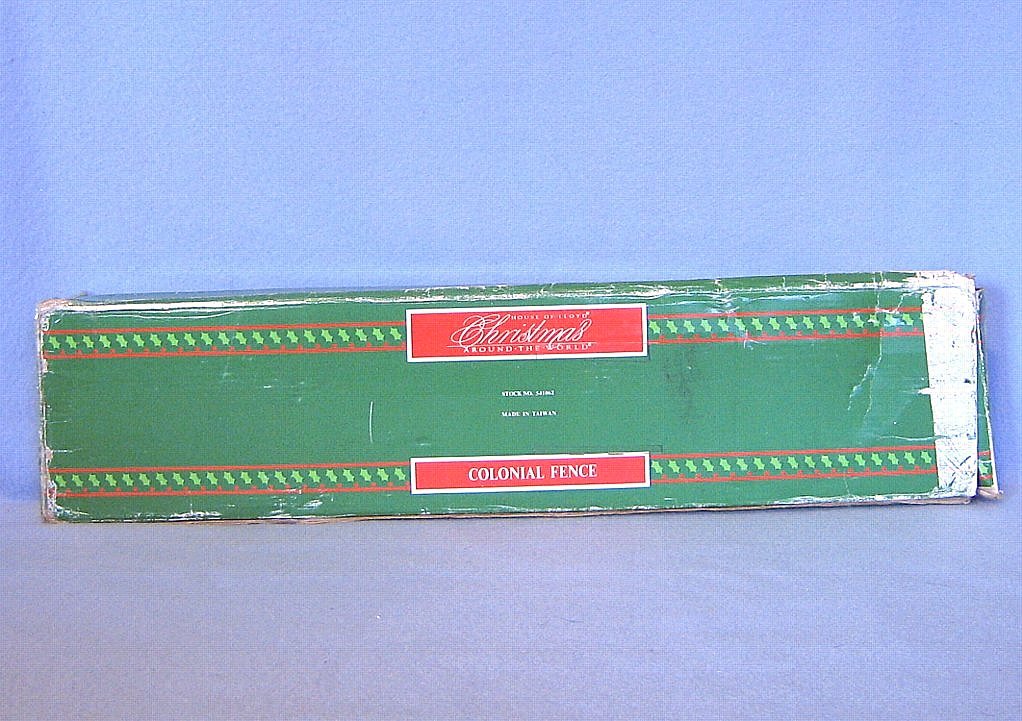 HOUSE OF LLOYD®
Christmas
AROUND·THE WORLD®
STOCK NO. 541062
MADE IN TAIWAN
COLONIAL FENCE